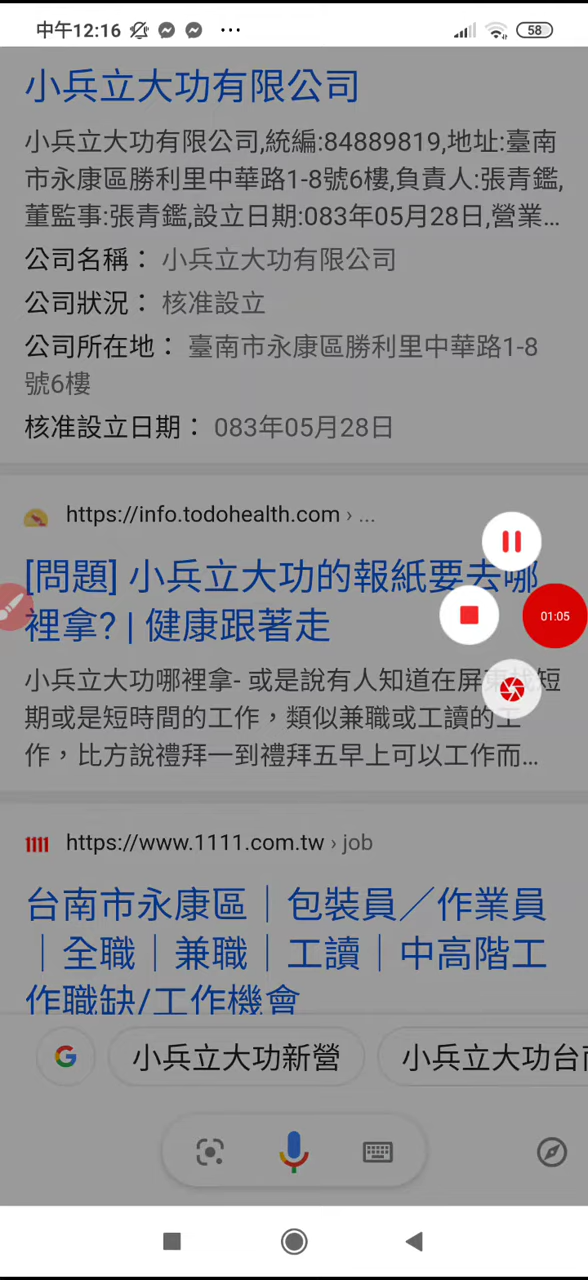 中午12:16 ... 58
小兵立大功有限公司
小兵立大功有限公司,統編:84889819,地址:臺南
市永康區勝利里中華路1-8號6樓,負責人:張青鑑,
董監事:張青鑑,設立日期:083年05月28日,營業...
公司名稱： 小兵立大功有限公司
公司狀況： 核准設立
公司所在地： 臺南市永康區勝利里中華路1-8
號6樓
核准設立日期： 083年05月28日
https://info.todohealth.com › ...
[問題] 小兵立大功的報紙要去哪
裡拿? | 健康跟著走
01:05
小兵立大功哪裡拿- 或是說有人知道在屏東找短
期或是短時間的工作，類似兼職或工讀的工
作，比方說禮拜一到禮拜五早上可以工作而...
1111 https://www.1111.com.tw › job
台南市永康區｜包裝員／作業員
｜全職｜兼職｜工讀｜中高階工
作職缺/工作機會
小兵立大功新營 小兵立大功台南